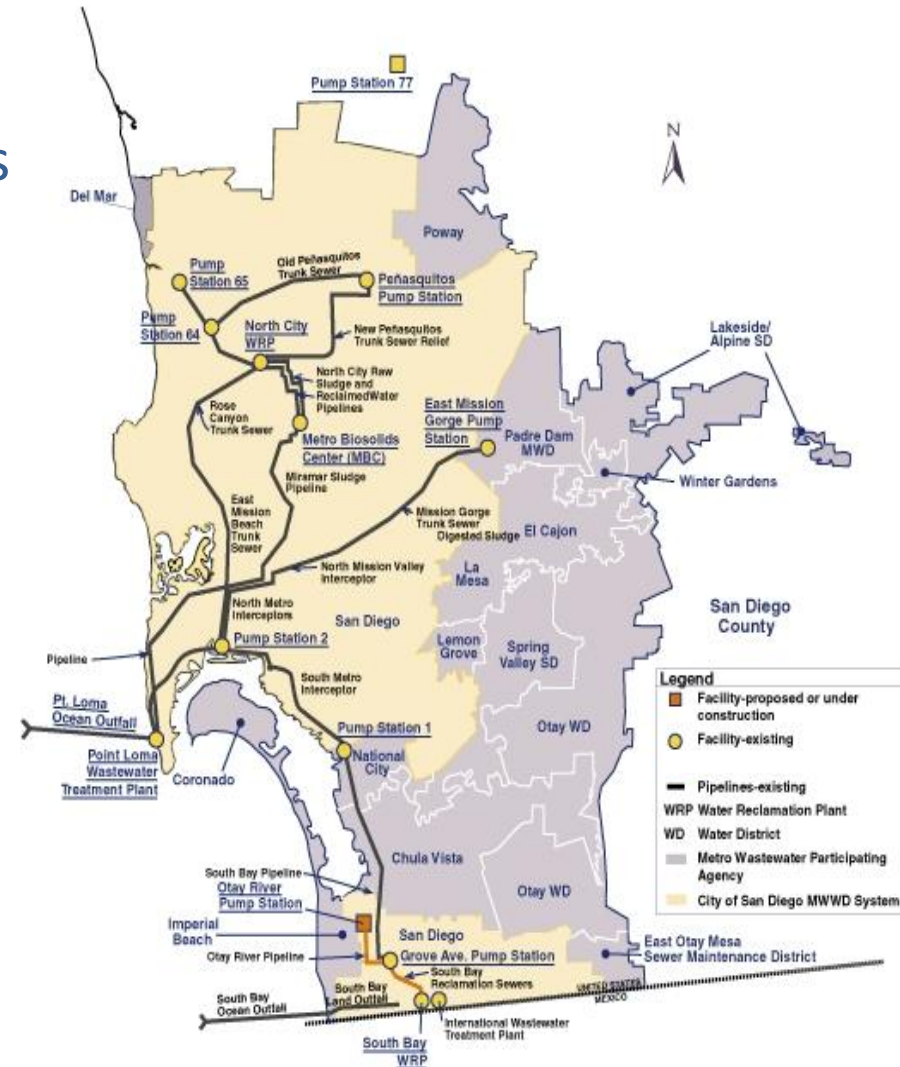 s
Pump Station 77
N
Del Mar
Poway
Pump
Station 65
Old Peñasquitos
Trunk Sewer
Peñasquitos
Pump Station
Pump
Station 64
North City
WRP
New Peñasquitos
Trunk Sewer Relief
Lakeside/
Alpine SD
North City Raw
Sludge and
ReclaimedWater
Pipelines
Rose
Canyon
Trunk Sewer
East Mission
Gorge Pump
Station
Padre Dam
MWD
Metro Biosolids
Center (MBC)
Winter Gardens
Miramar Sludge
Pipeline
East
Mission
Beach
Trunk
Sewer
Mission Gorge
Trunk Sewer
Digested Sludge
El Cajon
North Mission Valley
Interceptor
La
Mesa
North Metro
Interceptors
San Diego
San Diego
County
Lemon
Grove
Spring
Valley SD
Pump Station 2
Pipeline
South Metro
Interceptor
Legend
Facility-proposed or under
construction
Facility-existing
Pipelines-existing
WRP Water Reclamation Plant
WD Water District
Metro Wastewater Participating
Agency
City of San Diego MWWD System
Pt. Loma
Ocean Outfall
Pump Station 1
Otay WD
Point Loma
Wastewater
Treatment Plant
Coronado
National
City
Chula Vista
South Bay Pipeline
Otay River
Pump Station
Otay WD
Imperial
Beach
San Diego
East Otay Mesa
Sewer Maintenance District
Otay River Pipeline
Grove Ave. Pump Station
South Bay
Reclamation Sewers
South Bay
Land Outfall
UNITED STATES
MEXICO
South Bay
Ocean Outfall
International Wastewater
Treatment Plant
South Bay
WRP